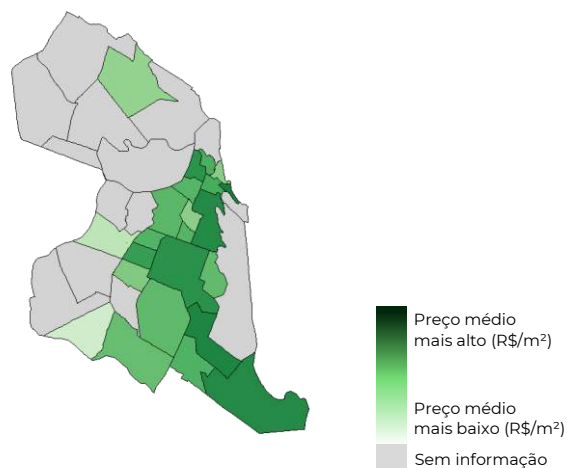 Preço médio
mais alto (R$/m²)
Preço médio
mais baixo (R$/m²)
Sem informação